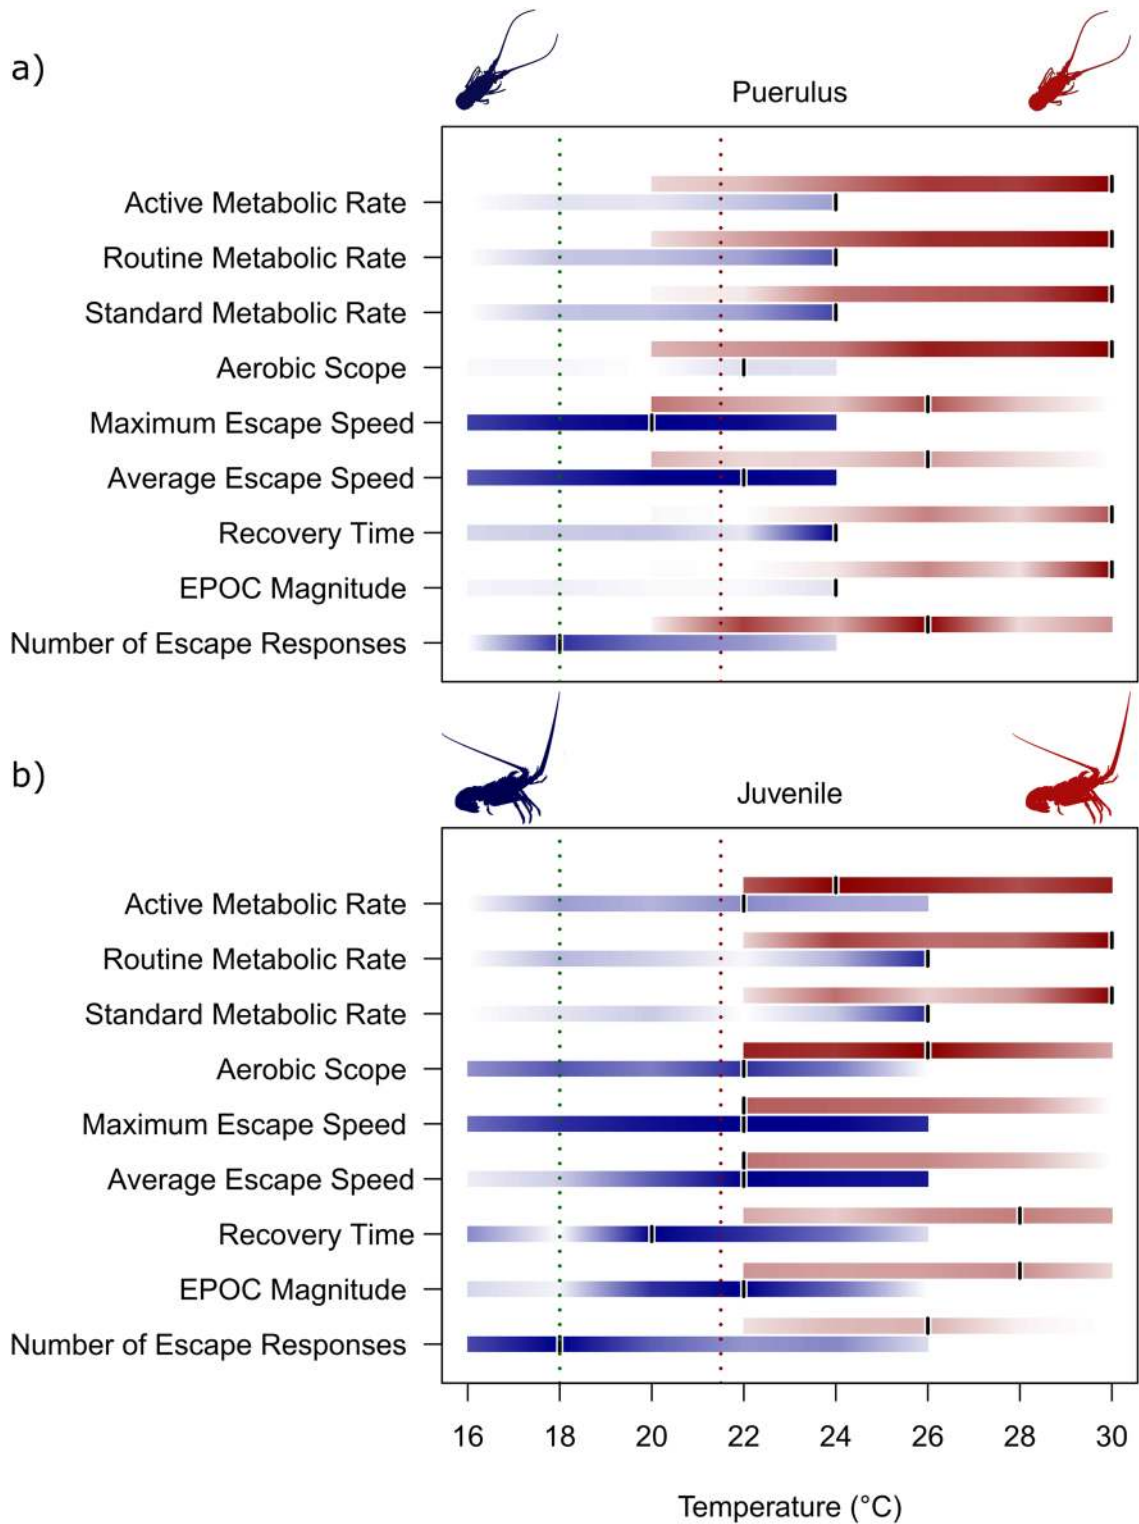 a)
Puerulus
Active Metabolic Rate
Routine Metabolic Rate
Standard Metabolic Rate
Aerobic Scope
Maximum Escape Speed
Average Escape Speed
Recovery Time
EPOC Magnitude
Number of Escape Responses
b)
Juvenile
Active Metabolic Rate
Routine Metabolic Rate
Standard Metabolic Rate
Aerobic Scope
Maximum Escape Speed
Average Escape Speed
Recovery Time
EPOC Magnitude
Number of Escape Responses
16 18 20 22 24 26 28 30
Temperature (°C)